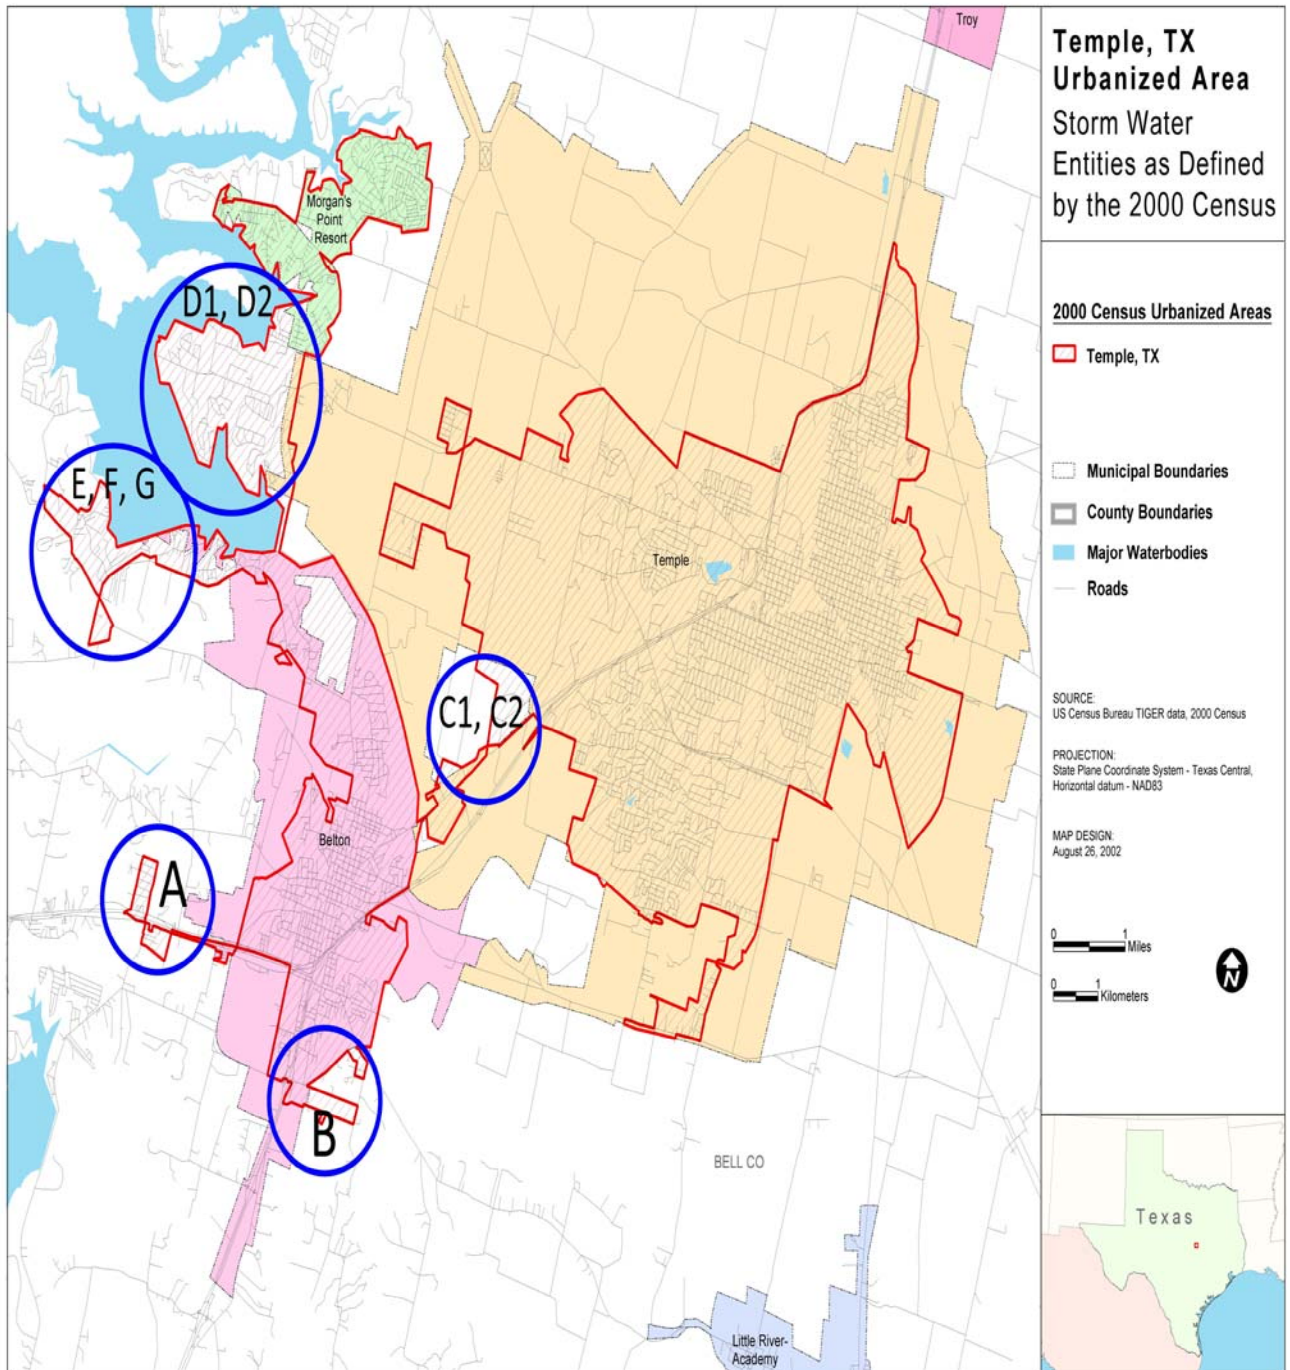 Troy
Morgan's
Point
Resort
D1, D2
E, F, G
Temple
C1, C2
Belton
A
B
BELL CO
Little River-
Academy
Temple, TX
Urbanized Area
Storm Water
Entities as Defined
by the 2000 Census
2000 Census Urbanized Areas
Temple, TX
Municipal Boundaries
County Boundaries
Major Waterbodies
Roads
SOURCE:
US Census Bureau TIGER data, 2000 Census
PROJECTION:
State Plane Coordinate System - Texas Central,
Horizontal datum - NAD83
MAP DESIGN:
August 26, 2002
0 1
Miles
0 1
Kilometers
N
Texas